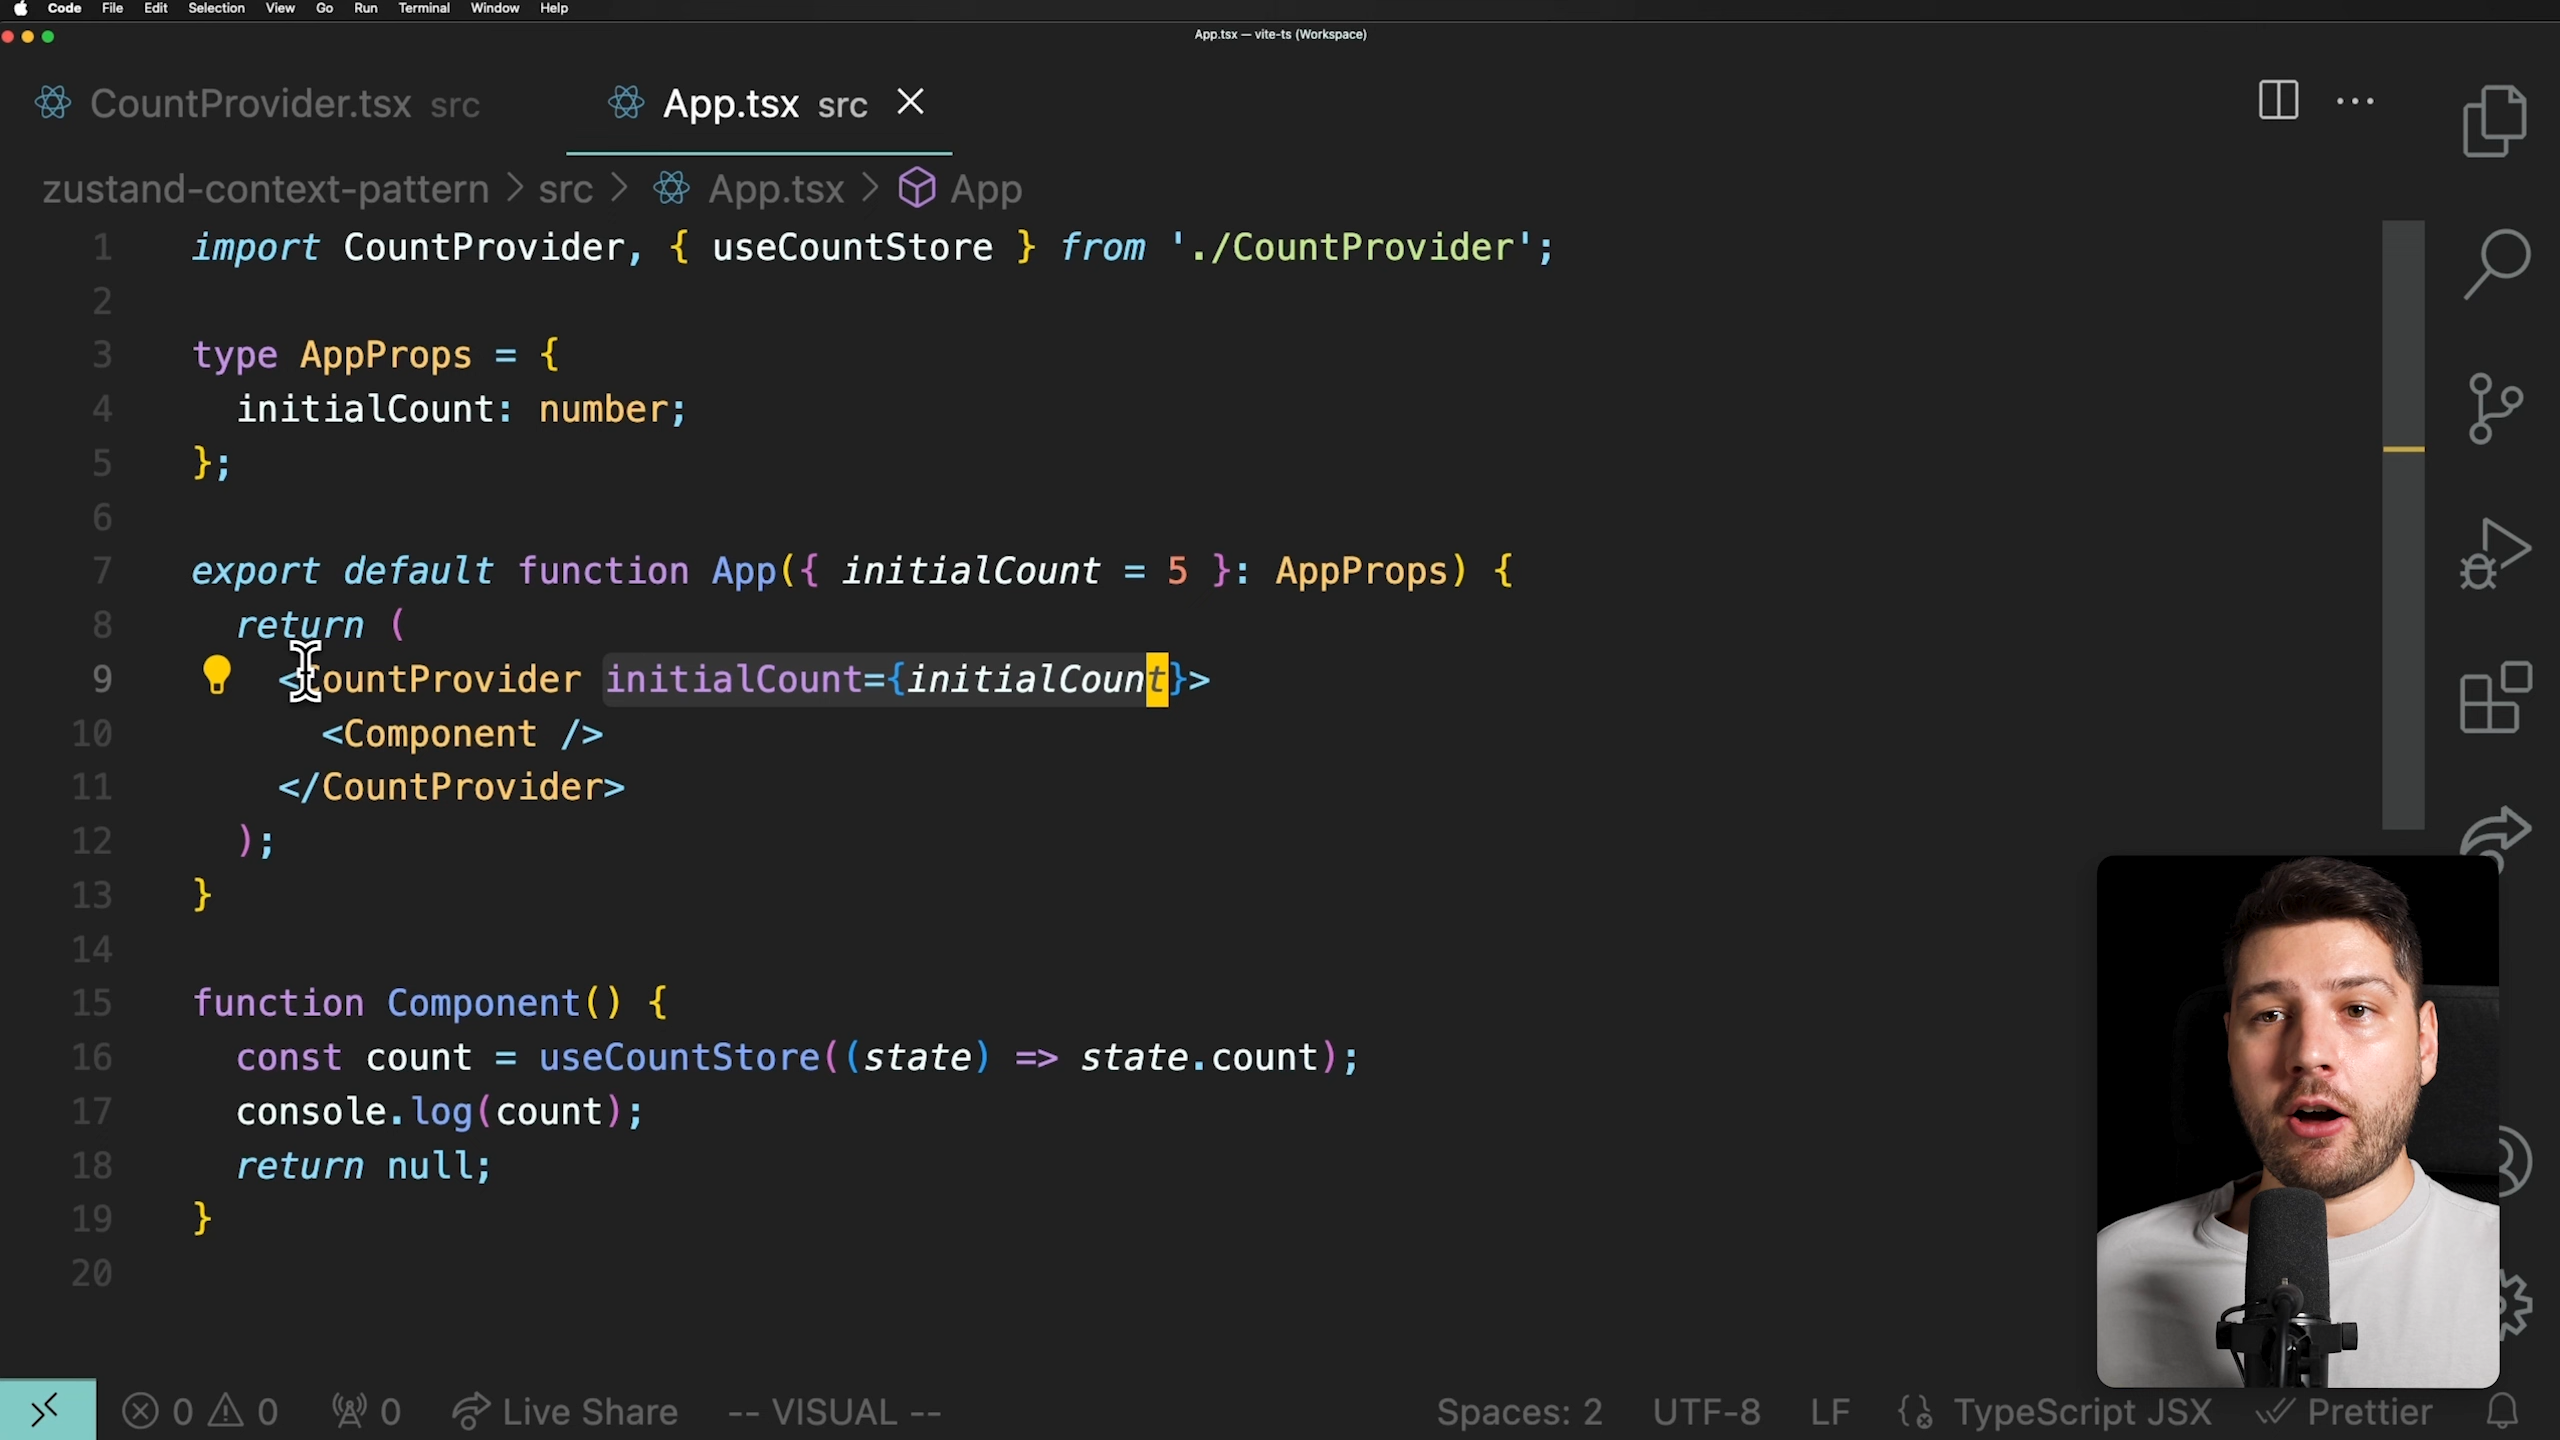 Code File Edit Selection View Go Run Terminal Window Help
App.tsx — vite-ts (Workspace)
CountProvider.tsx src App.tsx src
zustand-context-pattern > src > App.tsx > App
1 import CountProvider, { useCountStore } from './CountProvider';
2
3 type AppProps = {
4 initialCount: number;
5 };
6
7 export default function App({ initialCount = 5 }: AppProps) {
8 return (
9 <CountProvider initialCount={initialCount}>
10 <Component />
11 </CountProvider>
12 );
13 }
14
15 function Component() {
16 const count = useCountStore((state) => state.count);
17 console.log(count);
18 return null;
19 }
20
0 0 0 Live Share -- VISUAL -- Spaces: 2 UTF-8 LF TypeScript JSX Prettier